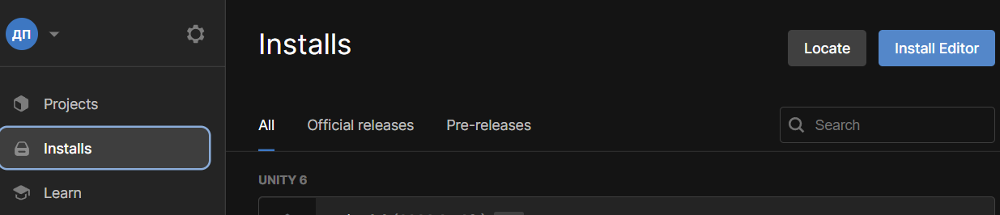 ДП
Installs
Locate
Install Editor
Projects
All
Official releases
Pre-releases
Search
Installs
Learn
UNITY 6